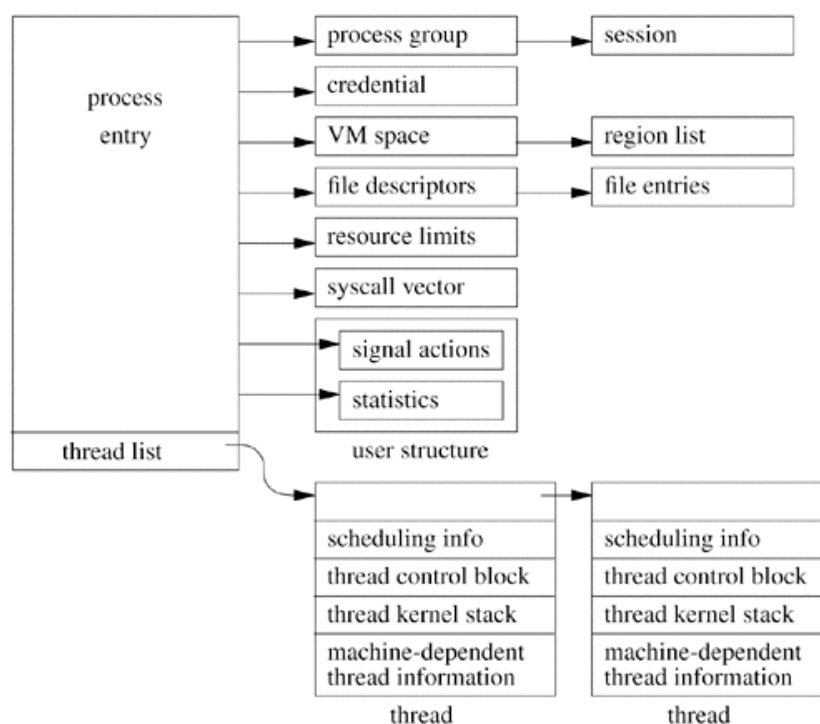 process group
session
process
entry
credential
VM space
region list
file descriptors
file entries
resource limits
syscall vector
signal actions
statistics
thread list
user structure
scheduling info
thread control block
thread kernel stack
machine-dependent
thread information
thread
scheduling info
thread control block
thread kernel stack
machine-dependent
thread information
thread